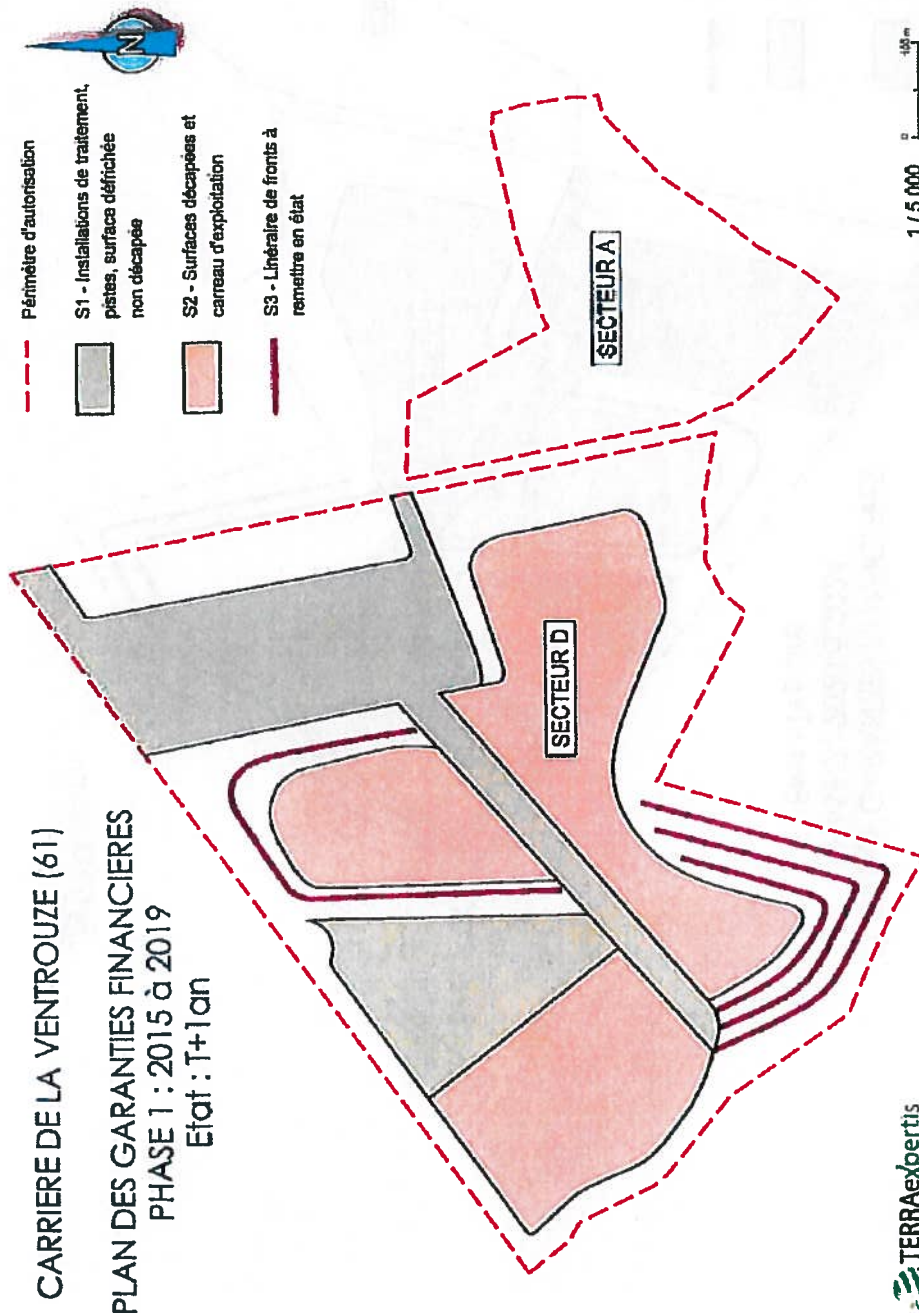 CARRIERE DE LA VENTROUZE (61)
PLAN DES GARANTIES FINANCIERES
PHASE 1 : 2015 à 2019
Etat : T+1an
N
Périmètre d'autorisation
S1 - Installations de traitement,
pistes, surface défrichée
non décapée
S2 - Surfaces décapées et
carreau d'exploitation
S3 - Linéraire de fronts à
remettre en état
SECTEUR D
SECTEUR A
TERRAexpertis
1 / 5 000
0
100 m